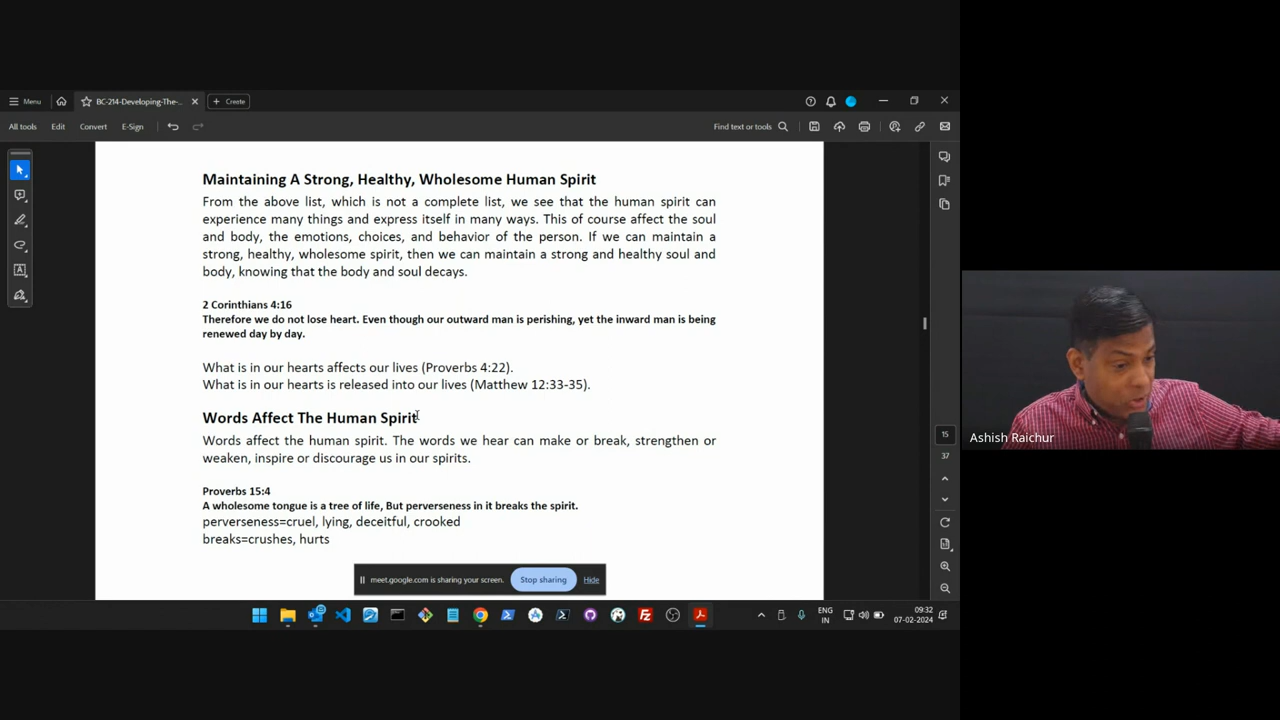 Menu
BC-214-Developing-The-...
Create
All tools
Edit
Convert
E-Sign
Find text or tools
Maintaining A Strong, Healthy, Wholesome Human Spirit
From the above list, which is not a complete list, we see that the human spirit can
experience many things and express itself in many ways. This of course affect the soul
and body, the emotions, choices, and behavior of the person. If we can maintain a
strong, healthy, wholesome spirit, then we can maintain a strong and healthy soul and
body, knowing that the body and soul decays.
2 Corinthians 4:16
Therefore we do not lose heart. Even though our outward man is perishing, yet the inward man is being
renewed day by day.
What is in our hearts affects our lives (Proverbs 4:22).
What is in our hearts is released into our lives (Matthew 12:33-35).
Words Affect The Human Spirit
Words affect the human spirit. The words we hear can make or break, strengthen or
weaken, inspire or discourage us in our spirits.
Proverbs 15:4
A wholesome tongue is a tree of life, But perverseness in it breaks the spirit.
perverseness=cruel, lying, deceitful, crooked
breaks=crushes, hurts
15
37
meet.google.com is sharing your screen.
Stop sharing
Hide
ENG
IN
09:32
07-02-2024
Ashish Raichur